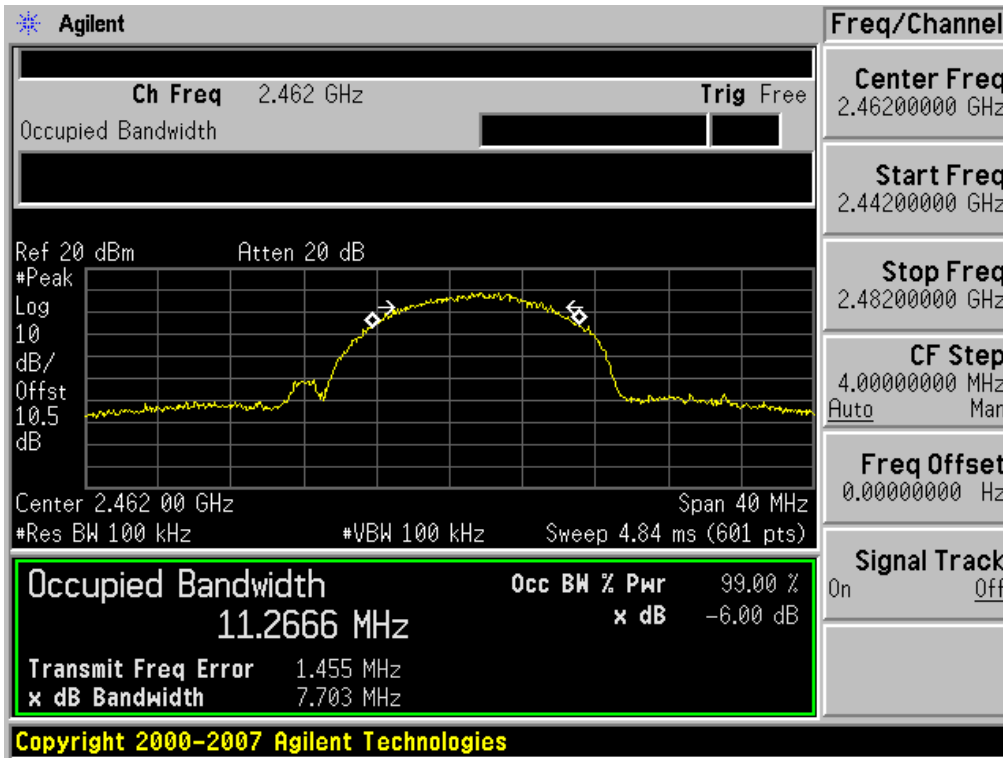 Agilent
Ch Freq 2.462 GHz Trig Free
Occupied Bandwidth
Ref 20 dBm Atten 20 dB
#Peak
Log
10
dB/
Offst
10.5
dB
Center 2.462 00 GHz Span 40 MHz
#Res BW 100 kHz #VBW 100 kHz Sweep 4.84 ms (601 pts)
Occupied Bandwidth
11.2666 MHz
Occ BW % Pwr 99.00 %
x dB -6.00 dB
Transmit Freq Error 1.455 MHz
x dB Bandwidth 7.703 MHz
Copyright 2000-2007 Agilent Technologies
Freq/Channel
Center Freq
2.46200000 GHz
Start Freq
2.44200000 GHz
Stop Freq
2.48200000 GHz
CF Step
4.00000000 MHz
Auto Man
Freq Offset
0.00000000 Hz
Signal Track
On Off